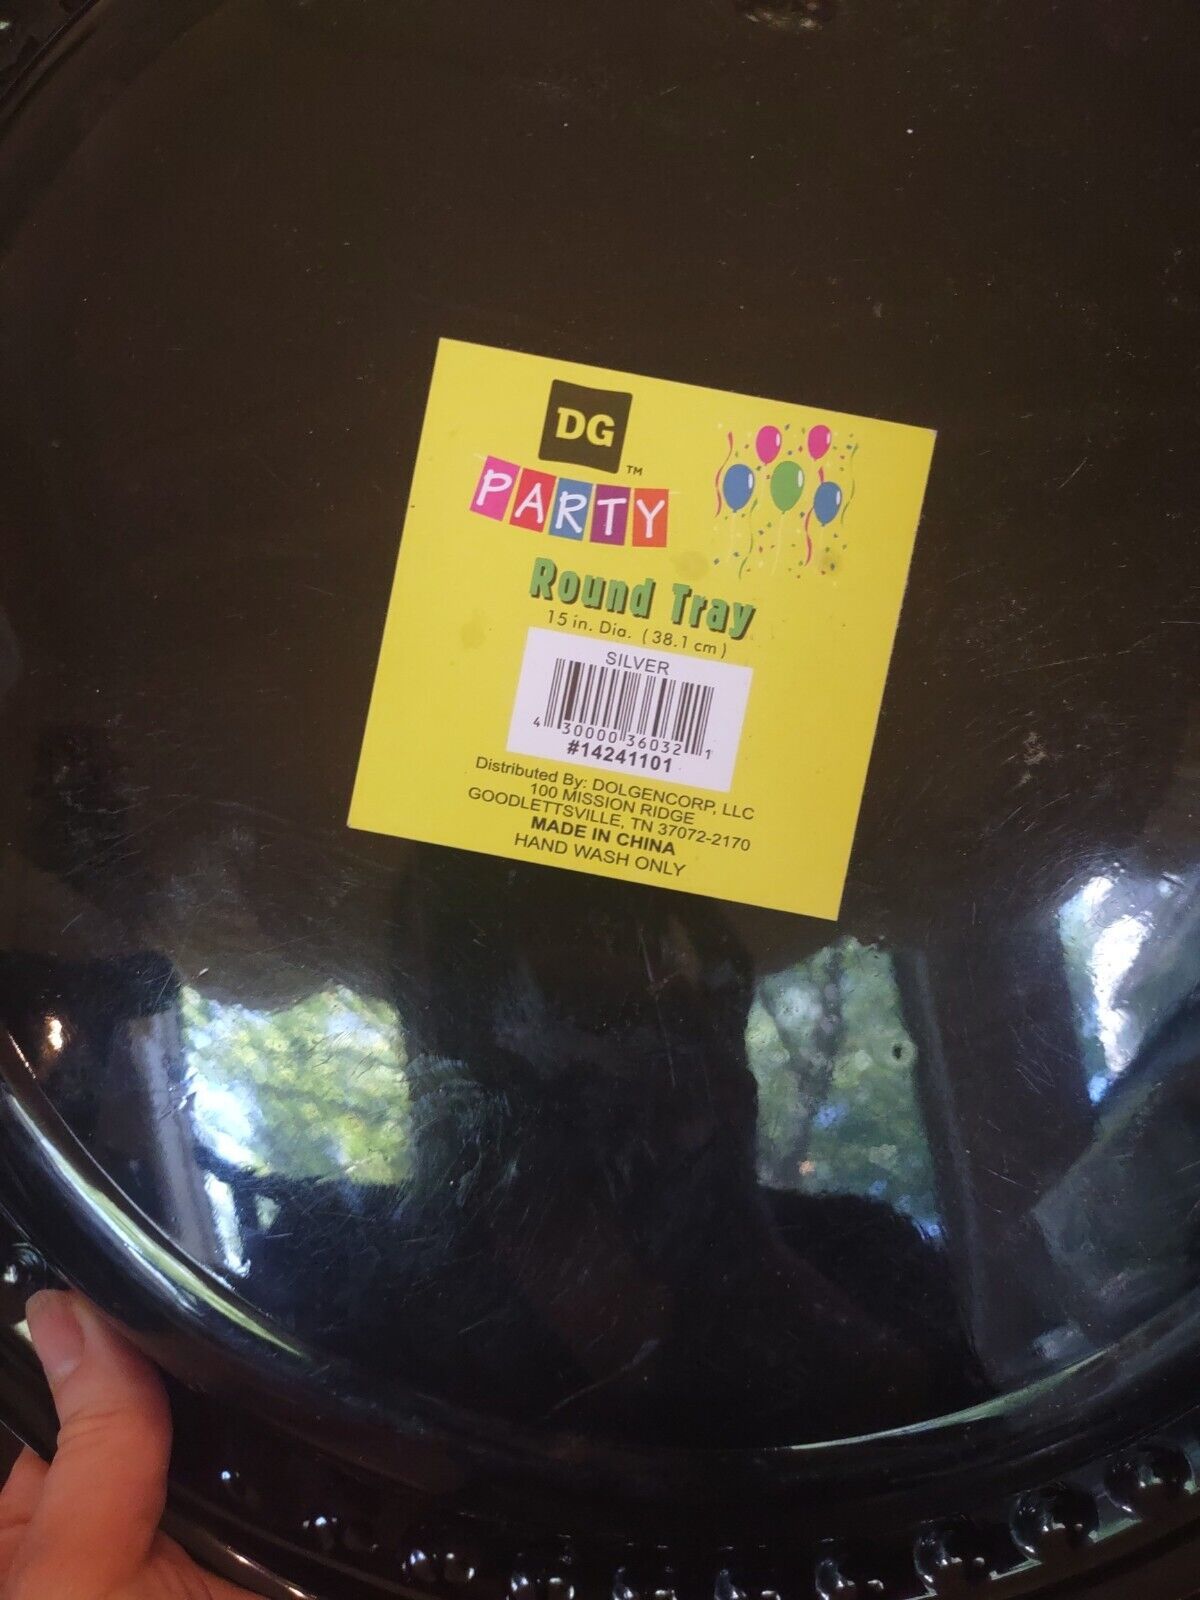 DG
™
PARTY
Round Tray
15 in. Dia. (38.1 cm)
SILVER
4 30000 36032 1
#14241101
Distributed By: DOLGENCORP, LLC
100 MISSION RIDGE
GOODLETTSVILLE, TN 37072-2170
MADE IN CHINA
HAND WASH ONLY